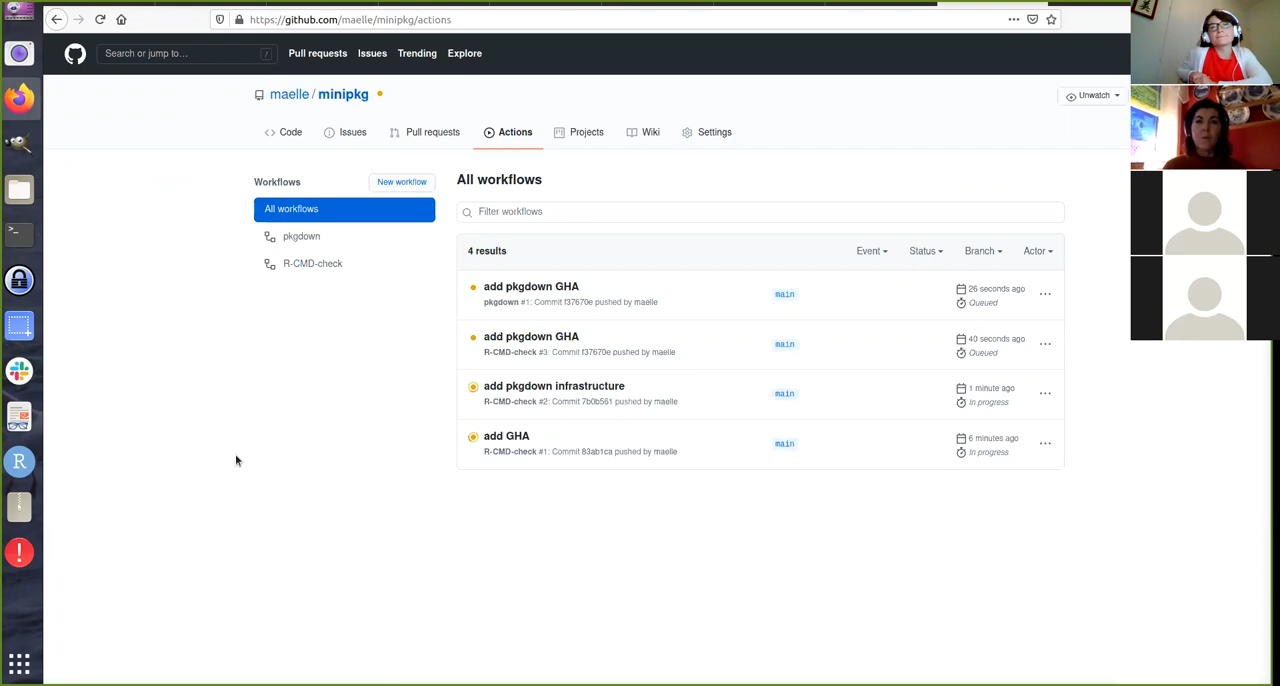 https://github.com/maelle/minipkg/actions
Search or jump to…
/
Pull requests Issues Trending Explore
maelle / minipkg
Unwatch
Code Issues Pull requests Actions Projects Wiki Settings
Workflows
New workflow
All workflows
pkgdown
R-CMD-check
All workflows
Filter workflows
4 results
Event Status Branch Actor
add pkgdown GHA
pkgdown #1: Commit f37670e pushed by maelle
main
26 seconds ago
Queued
add pkgdown GHA
R-CMD-check #3: Commit f37670e pushed by maelle
main
40 seconds ago
Queued
add pkgdown infrastructure
R-CMD-check #2: Commit 7b0b561 pushed by maelle
main
1 minute ago
In progress
add GHA
R-CMD-check #1: Commit 83ab1ca pushed by maelle
main
6 minutes ago
In progress
>_
R
!